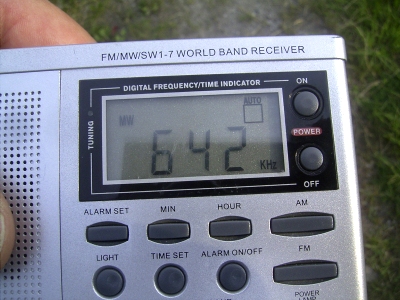 FM/MW/SW1-7 WORLD BAND RECEIVER
DIGITAL FREQUENCY/TIME INDICATOR
ON
TUNING
AUTO
MW
642
KHz
POWER
OFF
ALARM SET
MIN
HOUR
AM
LIGHT
TIME SET
ALARM ON/OFF
FM
POWER
LAMP